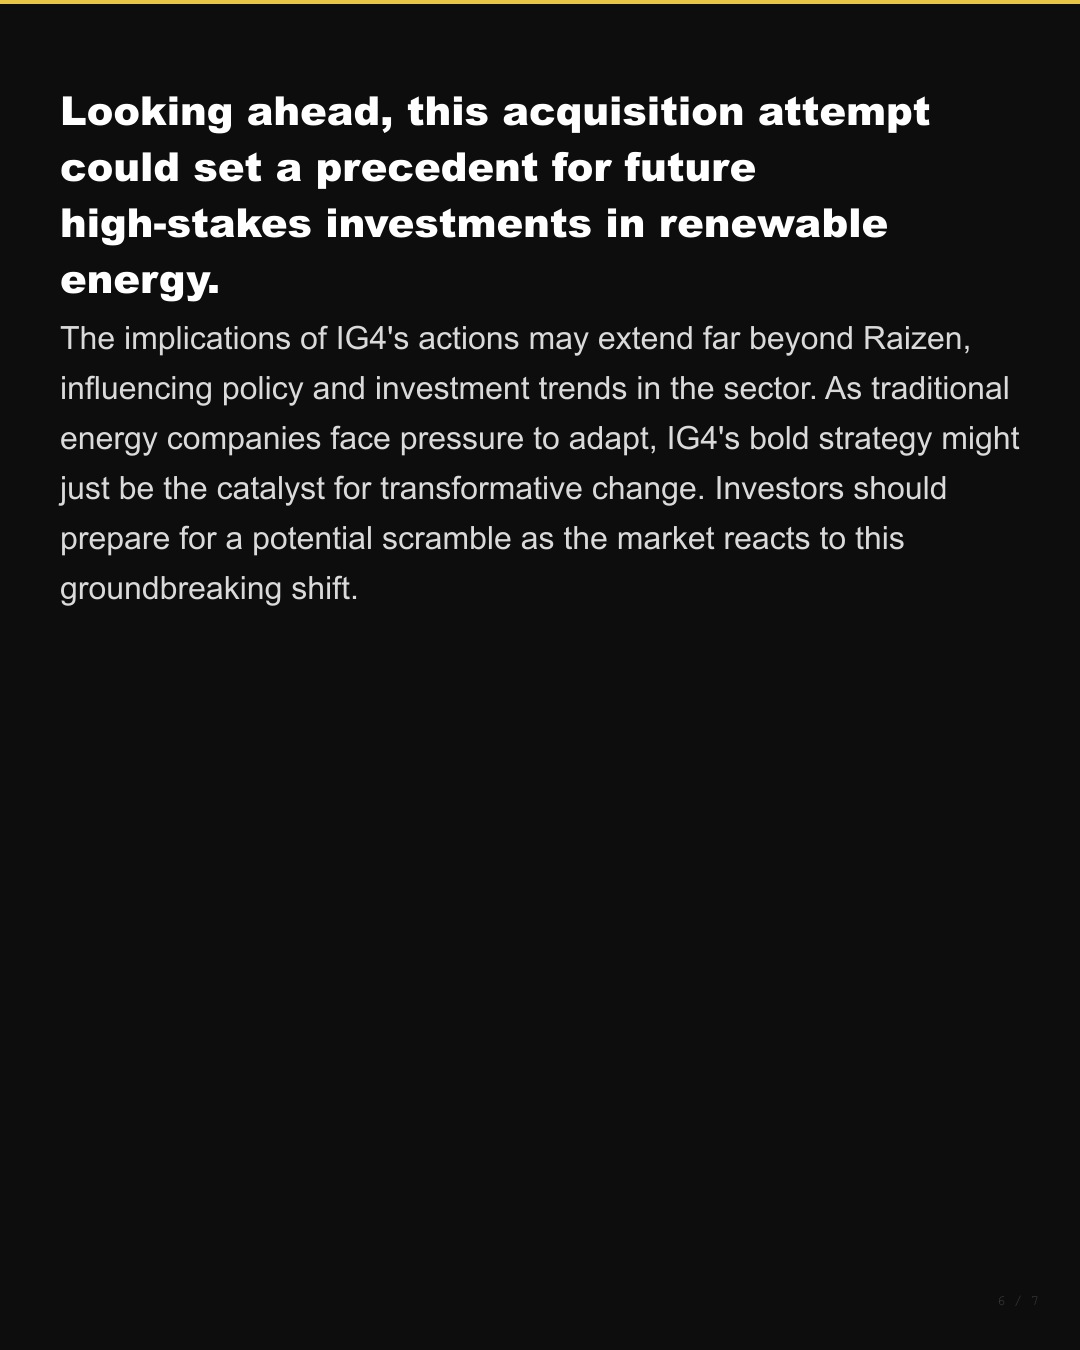 Looking ahead, this acquisition attempt
could set a precedent for future
high-stakes investments in renewable
energy.
The implications of IG4's actions may extend far beyond Raizen,
influencing policy and investment trends in the sector. As traditional
energy companies face pressure to adapt, IG4's bold strategy might
just be the catalyst for transformative change. Investors should
prepare for a potential scramble as the market reacts to this
groundbreaking shift.
6 / 7